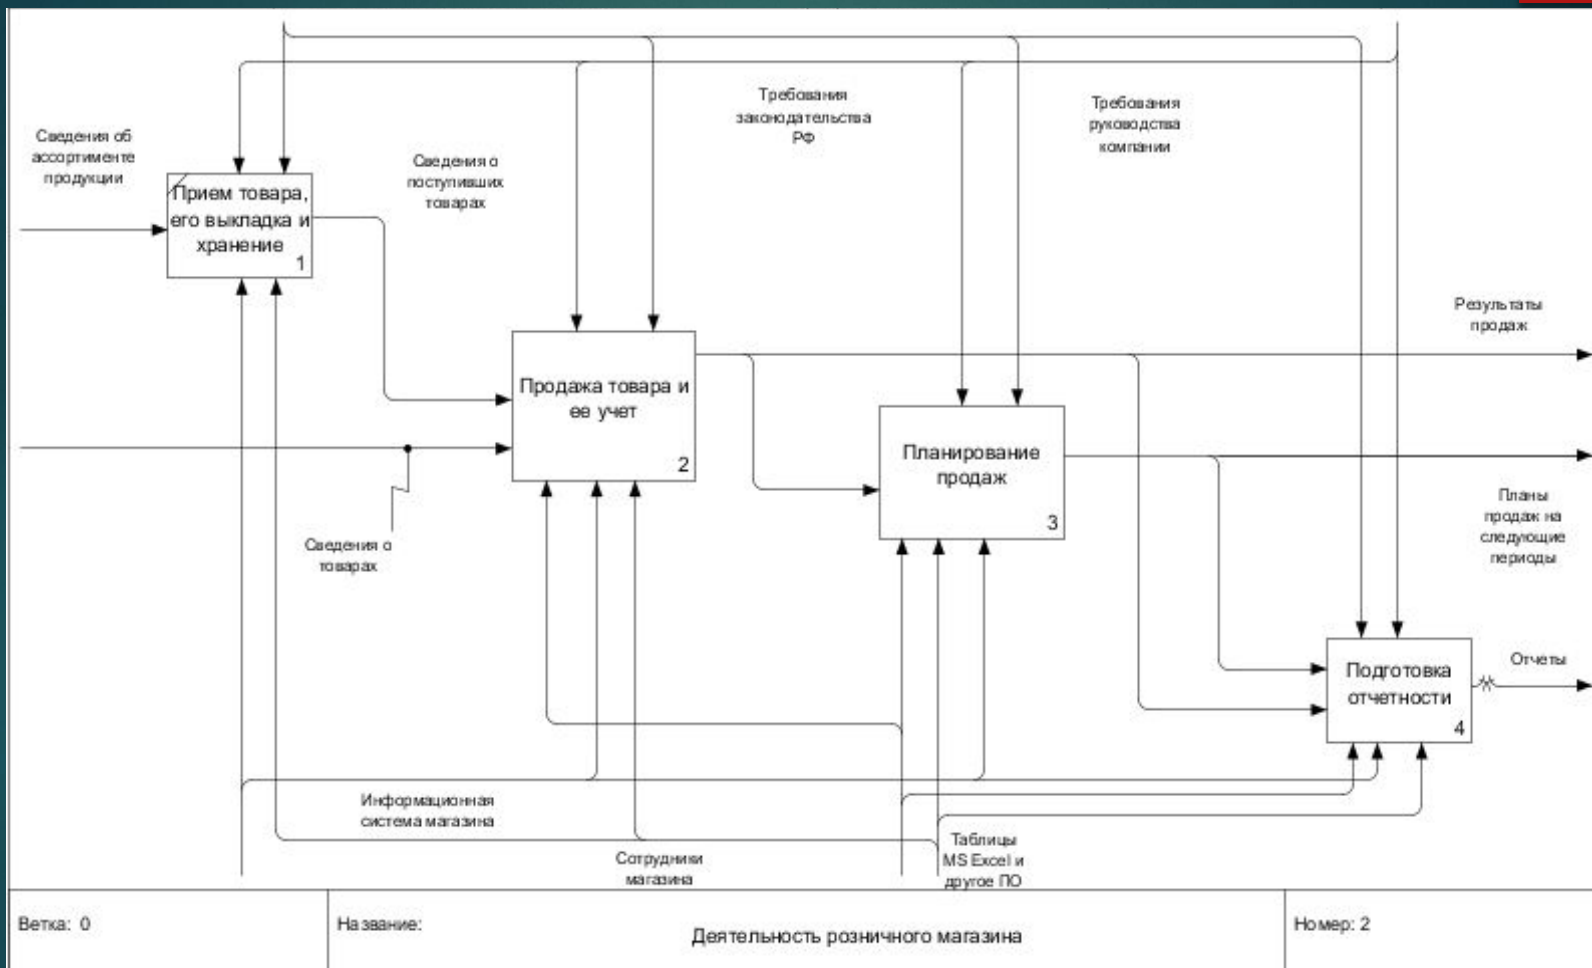 Требования
законодательства
РФ
Требования
руководства
компании
Сведения об
ассортименте
продукции
Сведения о
поступивших
товарах
Прием товара,
его выкладка и
хранение
1
Результаты
продаж
Продажа товара и
ее учет
2
Планирование
продаж
3
Планы
продаж на
следующие
периоды
Сведения о
товарах
Подготовка
отчетности
4
Отчеты
Информационная
система магазина
Сотрудники
магазина
Таблицы
MS Excel и
другое ПО
Ветка: 0
Название:
Деятельность розничного магазина
Номер: 2